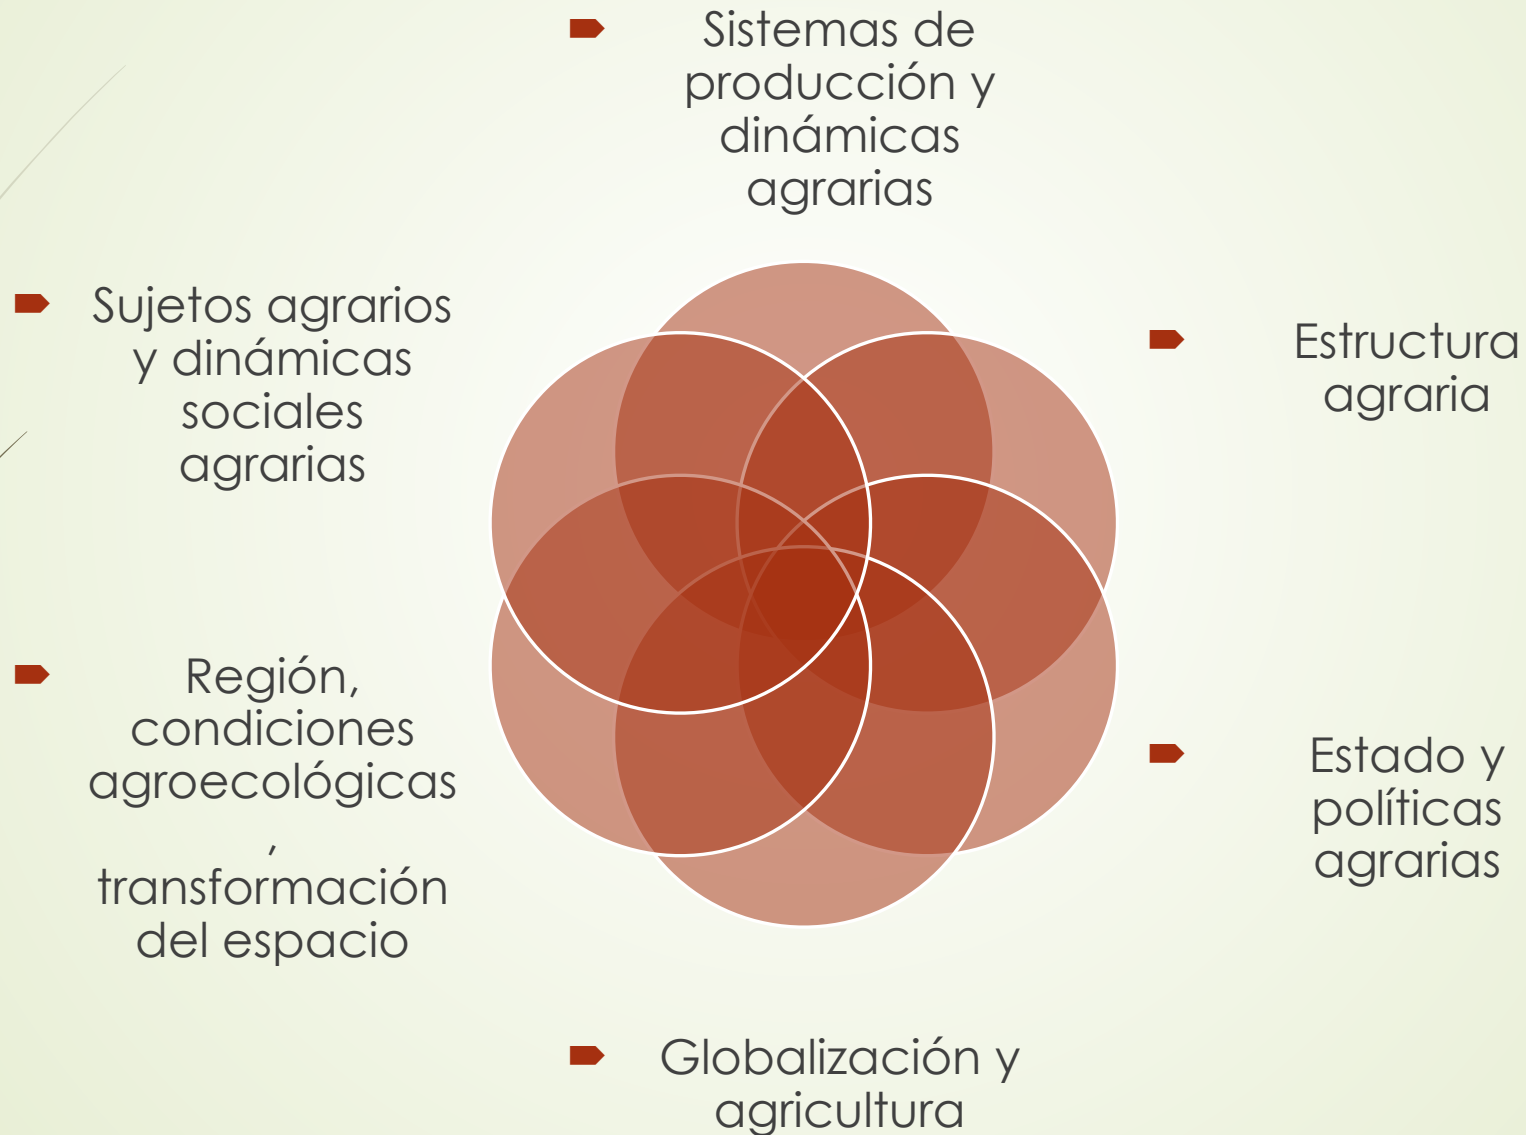 Sistemas de
producción y
dinámicas
agrarias
Estructura
agraria
Estado y
políticas
agrarias
Globalización y
agricultura
Región,
condiciones
agroecológicas
,
transformación
del espacio
Sujetos agrarios
y dinámicas
sociales
agrarias